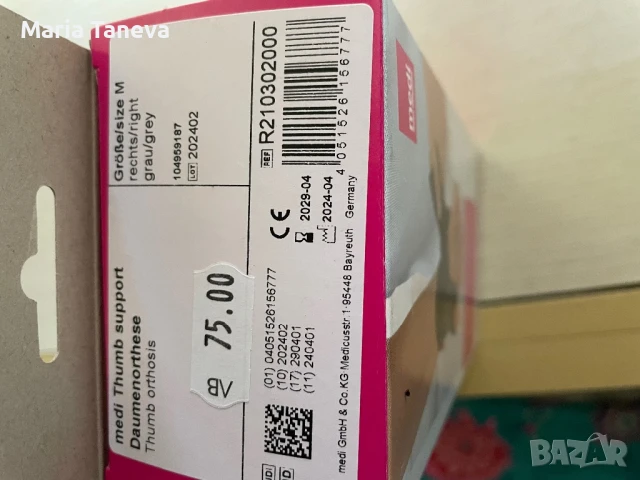 Maria Taneva
medi Thumb support
Daumenorthese
Thumb orthosis
Größe/size M
rechts/right
grau/grey
104959187
LOT 202402
75.00
REF R210302000
4 051526 156777
CE
2029-04
2024-04
(01) 04051526156777
(10) 202402
(17) 290401
(11) 240401
medi GmbH & Co.KG Medicusstr.1·95448 Bayreuth Germany
medi
BAZAR